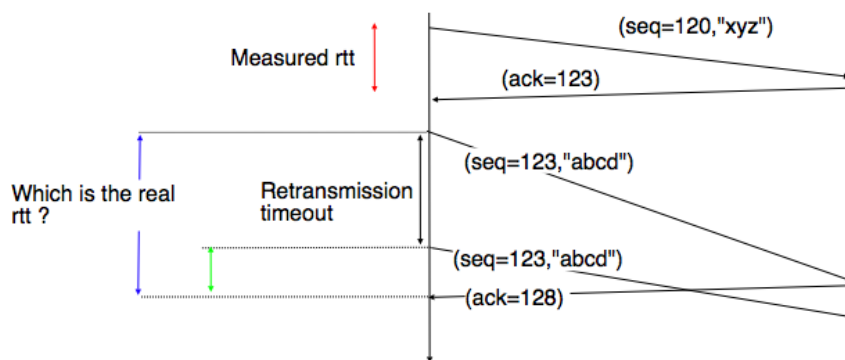 (seq=120,"xyz")
Measured rtt
(ack=123)
(seq=123,"abcd")
Which is the real
rtt ?
Retransmission
timeout
(seq=123,"abcd")
(ack=128)